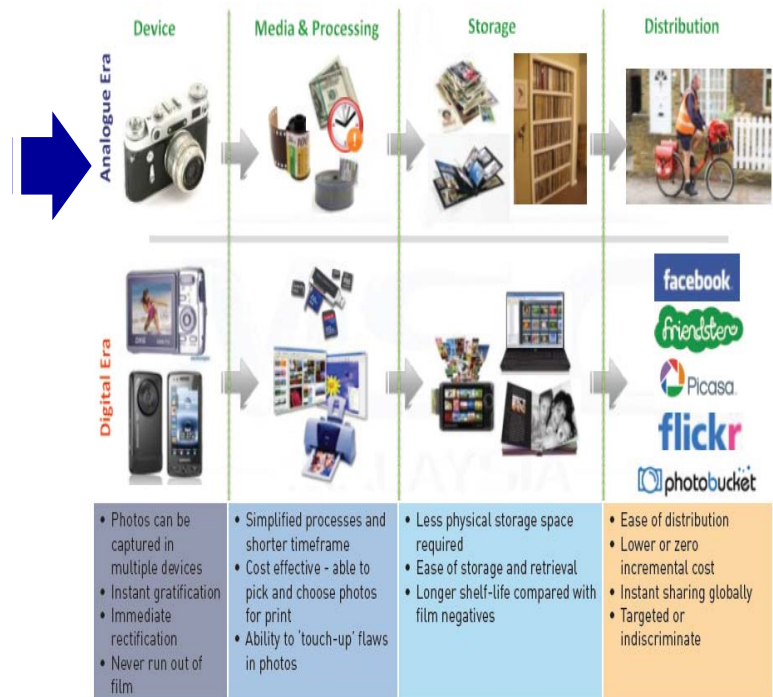 Device
Media & Processing
Storage
Distribution
Analogue Era
Digital Era
facebook
friendster
Picasa
flickr
photobucket
• Photos can be
captured in
multiple devices
• Instant gratification
• Immediate
rectification
• Never run out of
film
• Simplified processes and
shorter timeframe
• Cost effective - able to
pick and choose photos
for print
• Ability to 'touch-up' flaws
in photos
• Less physical storage space
required
• Ease of storage and retrieval
• Longer shelf-life compared with
film negatives
• Ease of distribution
• Lower or zero
incremental cost
• Instant sharing globally
• Targeted or
indiscriminate